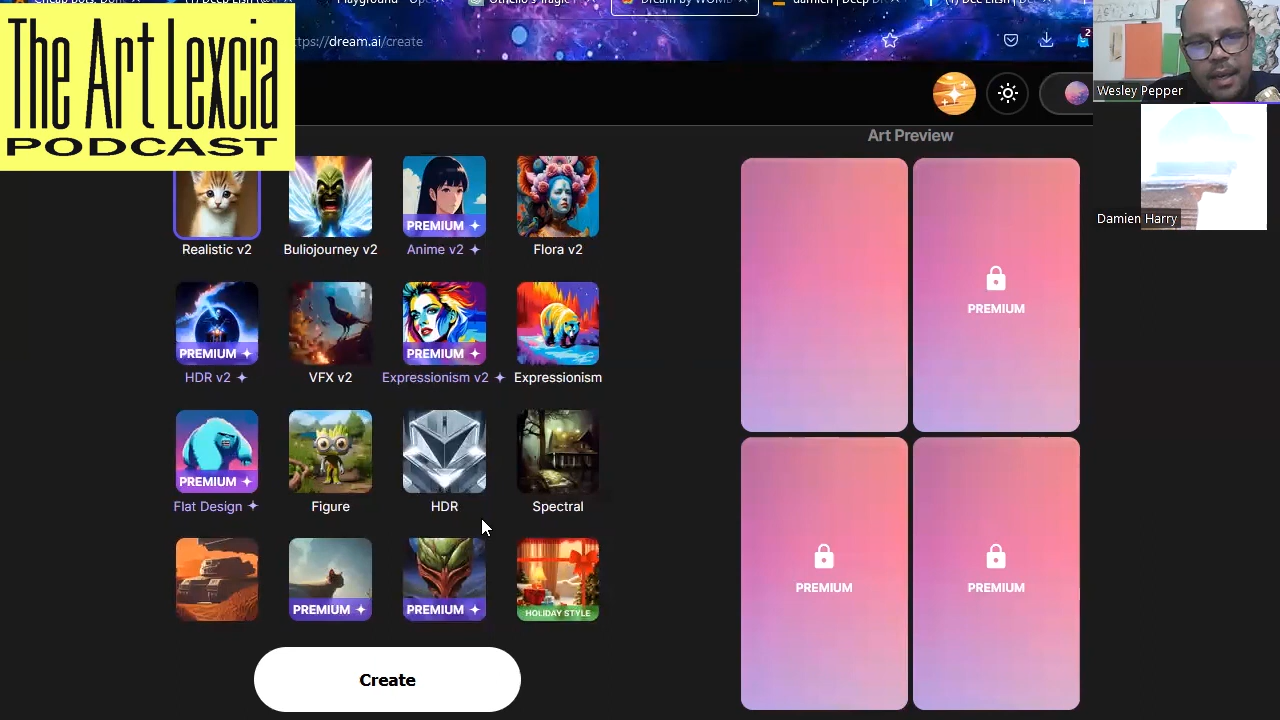 The Art Lexcia
PODCAST
ttps://dream.ai/create
2
Wesley Pepper
Damien Harry
Art Preview
Realistic v2
Buliojourney v2
PREMIUM
Anime v2
Flora v2
PREMIUM
HDR v2
VFX v2
PREMIUM
Expressionism v2
Expressionism
PREMIUM
Flat Design
Figure
HDR
Spectral
PREMIUM
PREMIUM
HOLIDAY STYLE
Create
PREMIUM
PREMIUM
PREMIUM